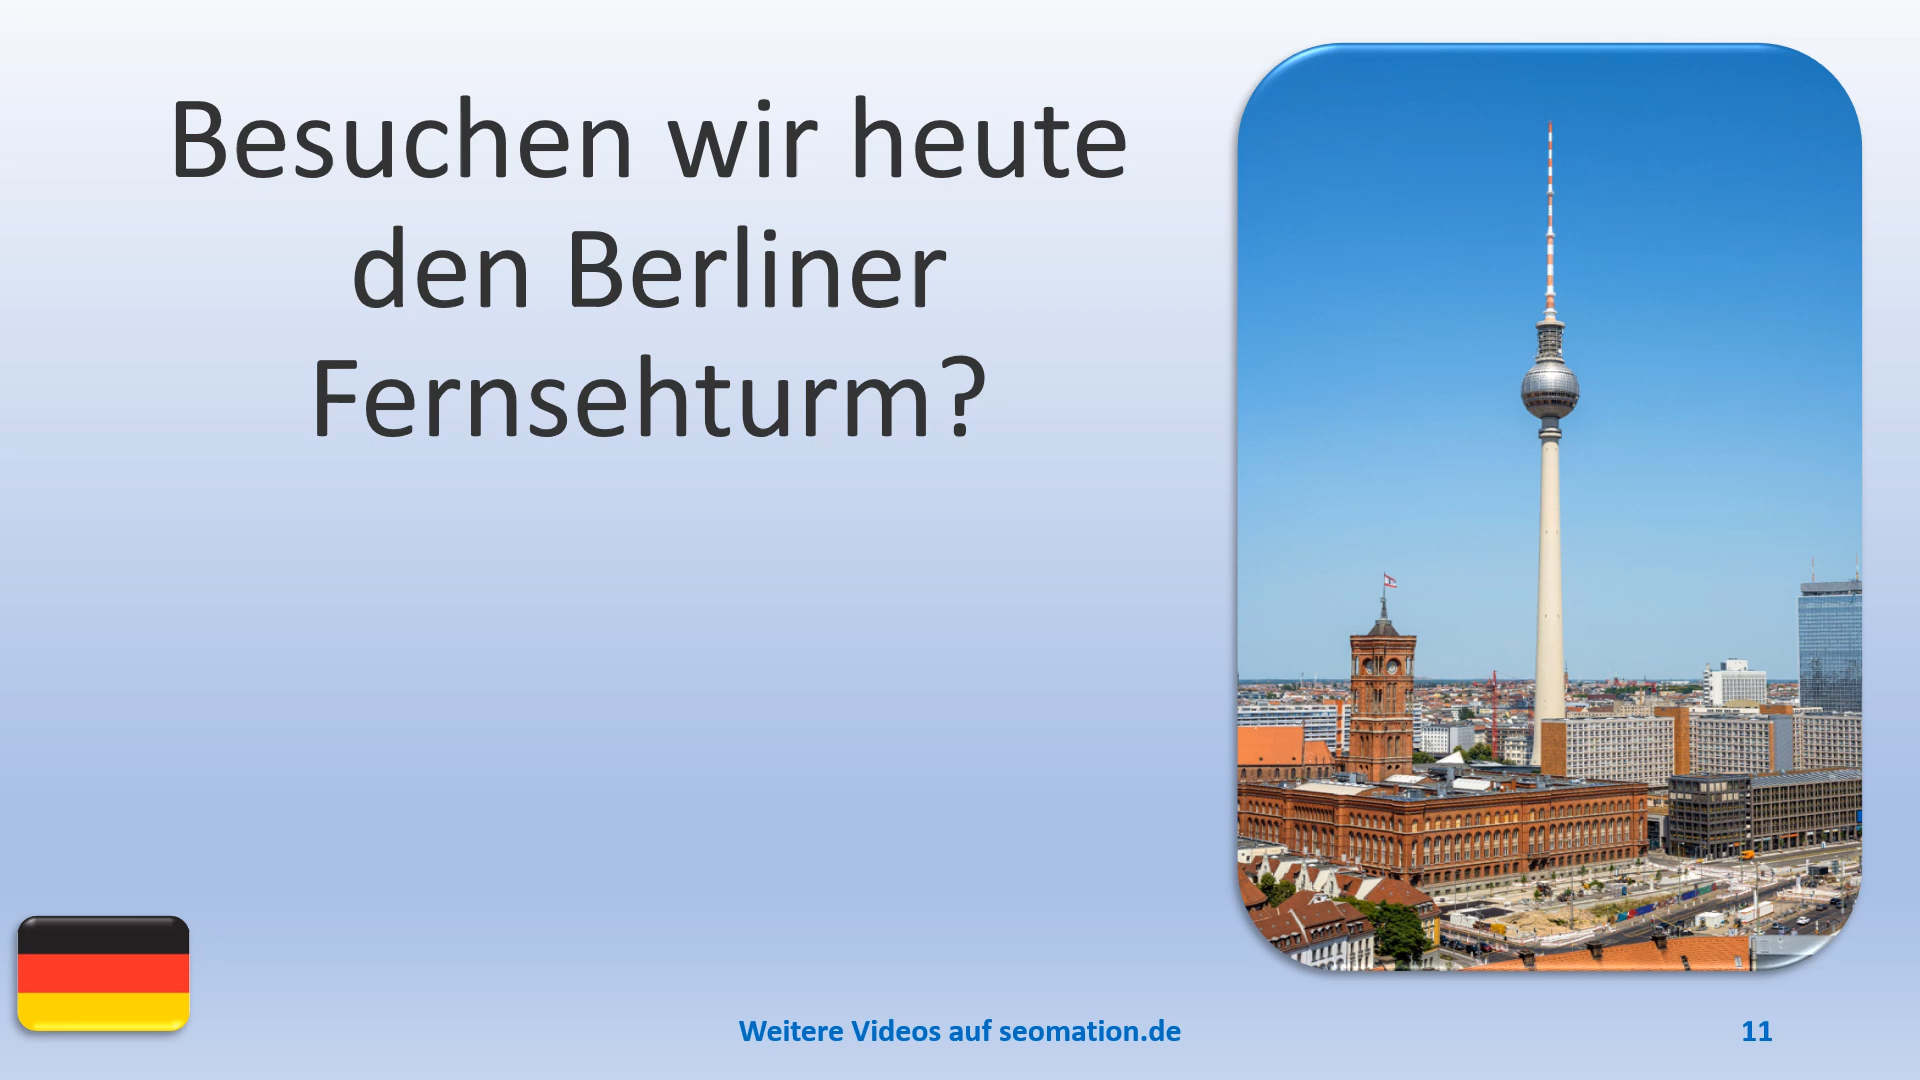 Besuchen wir heute
den Berliner
Fernsehturm?
Weitere Videos auf seomation.de
11